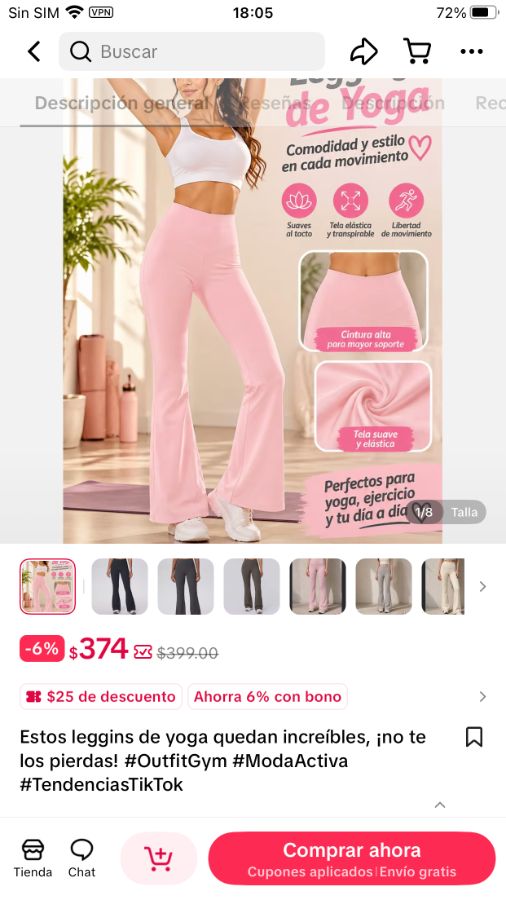 Sin SIM VPN 18:05 72%
Buscar
Descripción general Reseñas Descripción Rec
Leggings
de Yoga
Comodidad y estilo
en cada movimiento
Suaves
al tacto
Tela elástica
y transpirable
Libertad
de movimiento
Cintura alta
para mayor soporte
Tela suave
y elástica
Perfectos para
yoga, ejercicio
y tu día a día
1/8 Talla
-6% $374 $399.00
$25 de descuento Ahorra 6% con bono
Estos leggins de yoga quedan increíbles, ¡no te
los pierdas! #OutfitGym #ModaActiva
#TendenciasTikTok
Tienda
Chat
Comprar ahora
Cupones aplicados | Envío gratis